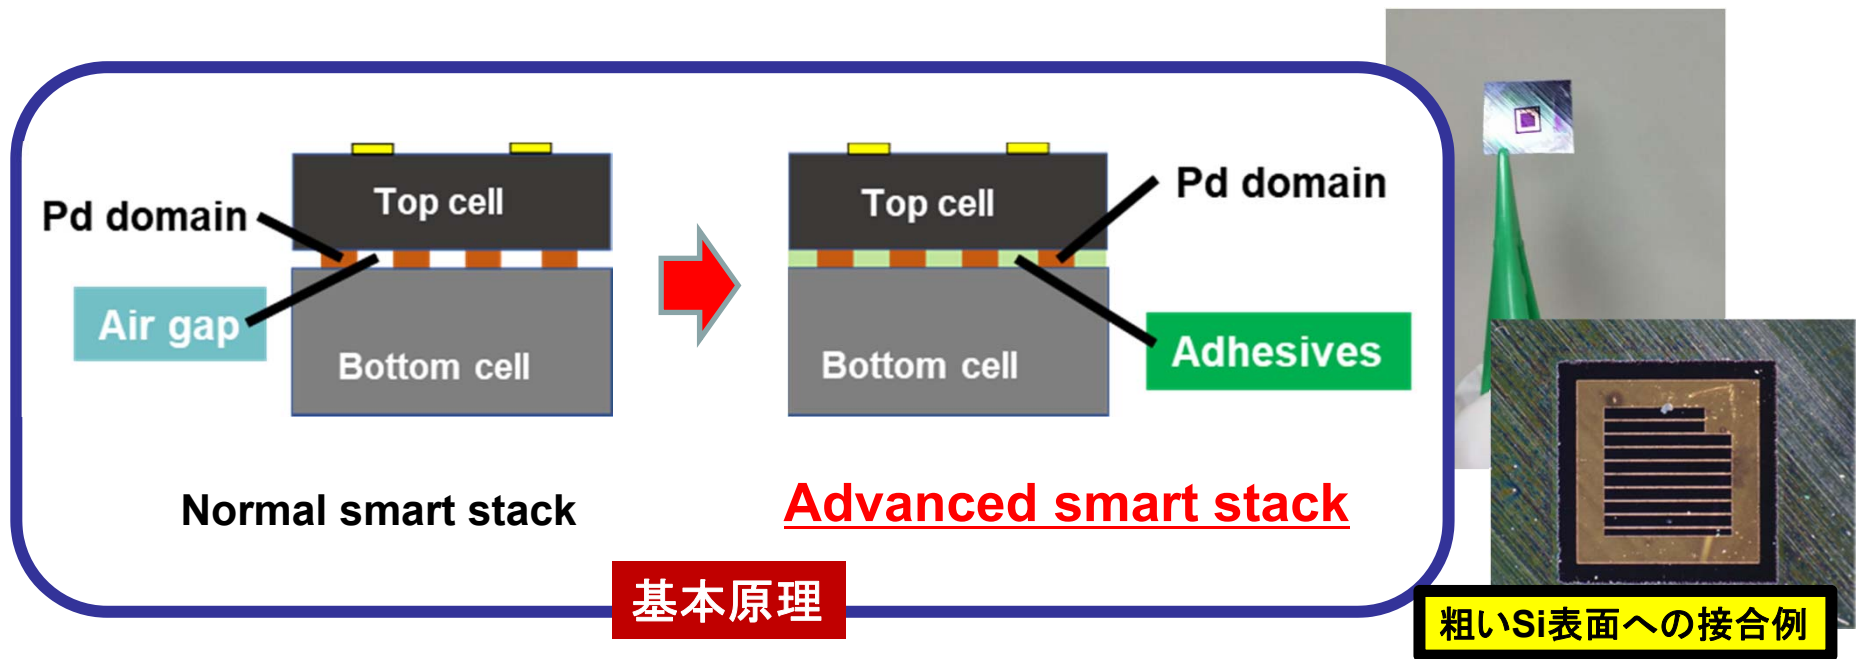 Pd domain
Top cell
Air gap
Bottom cell
Normal smart stack
Top cell
Pd domain
Adhesives
Bottom cell
Advanced smart stack
基本原理
粗いSi表面への接合例